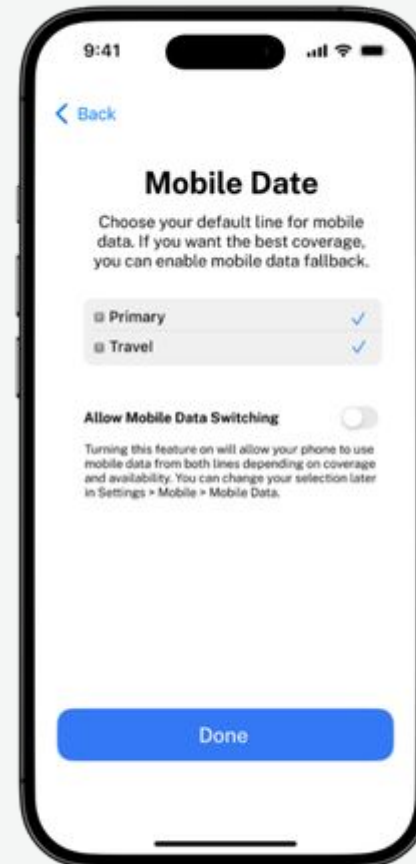 9:41
Back
Mobile Date
Choose your default line for mobile
data. If you want the best coverage,
you can enable mobile data fallback.
Primary
Travel
Allow Mobile Data Switching
Turning this feature on will allow your phone to use
mobile data from both lines depending on coverage
and availability. You can change your selection later
in Settings > Mobile > Mobile Data.
Done